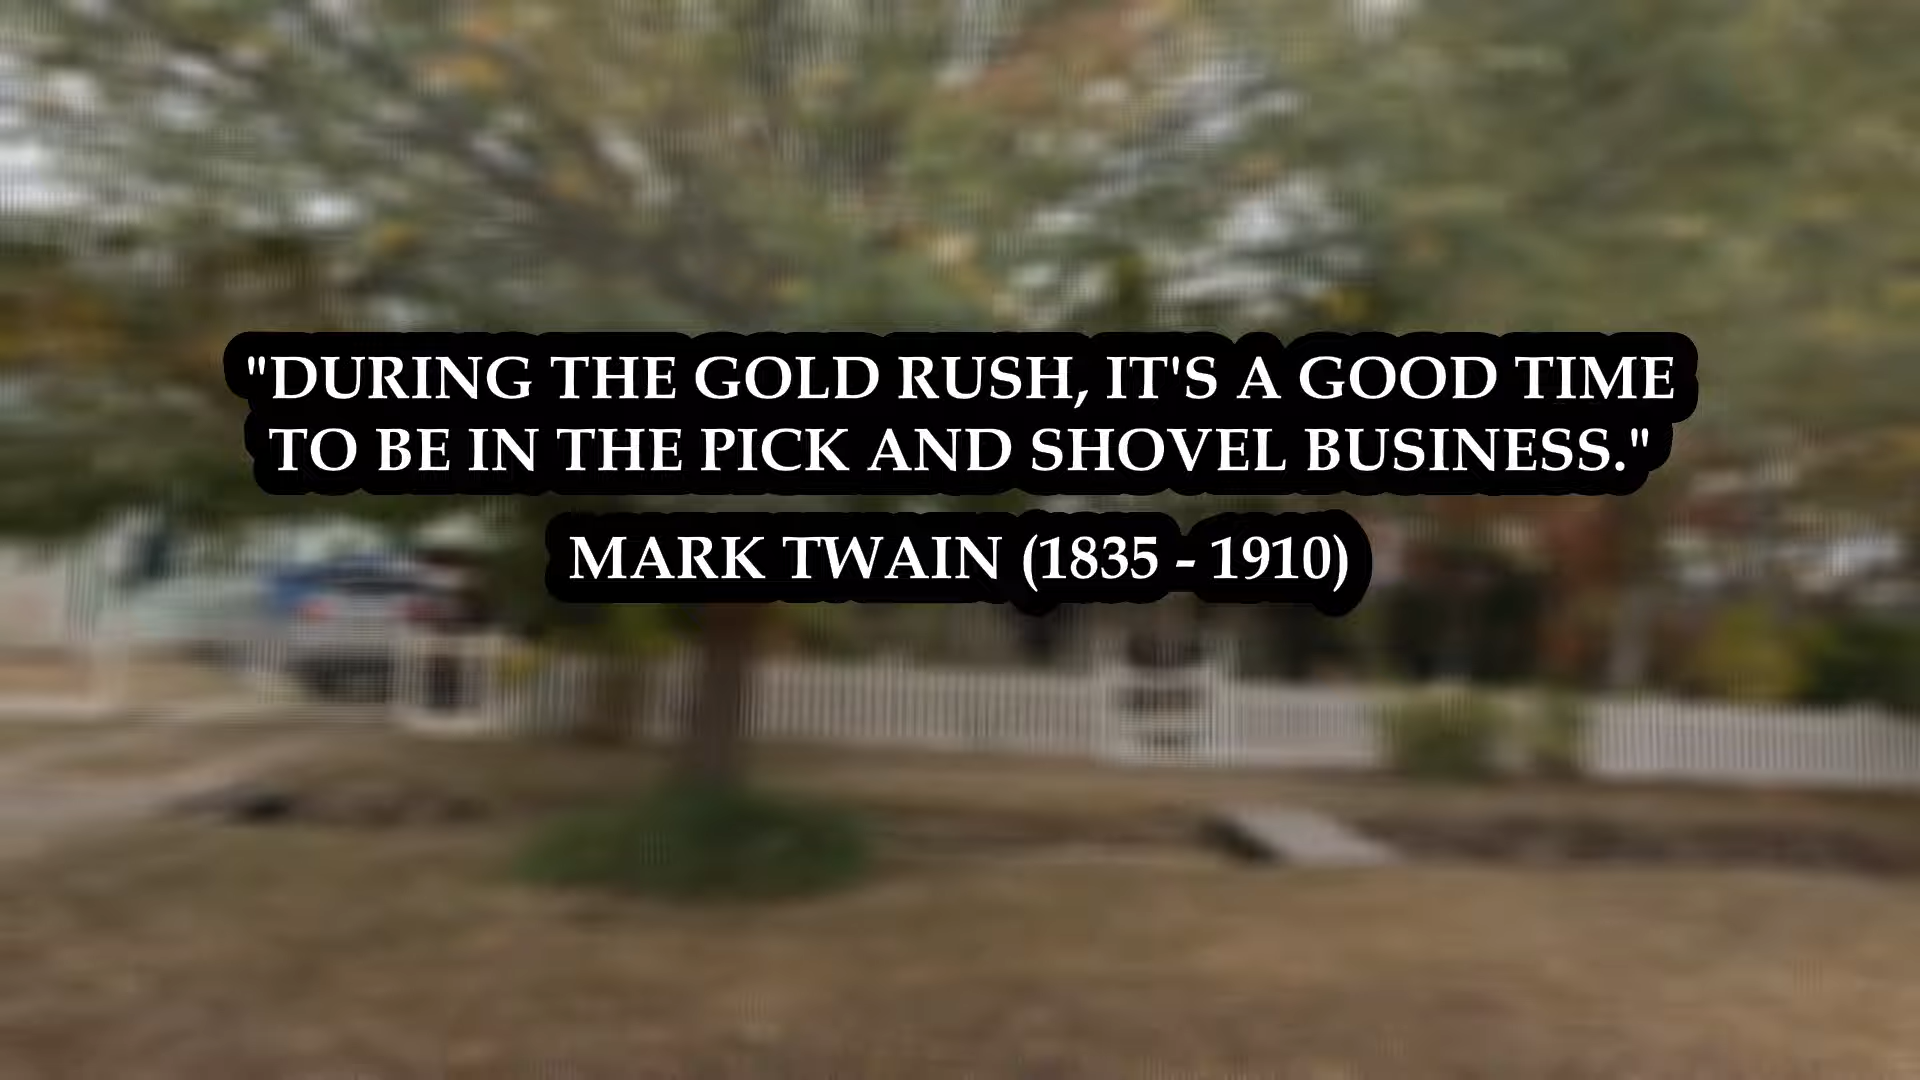 "DURING THE GOLD RUSH, IT'S A GOOD TIME
TO BE IN THE PICK AND SHOVEL BUSINESS."
MARK TWAIN (1835 - 1910)